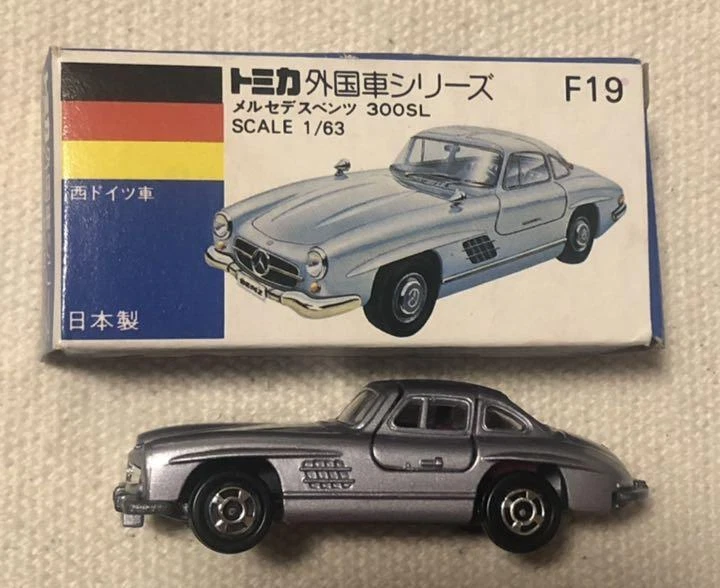 トミカ 外国車シリーズ F19
メルセデスベンツ 300SL
SCALE 1/63
西ドイツ車
日本製
BENZ